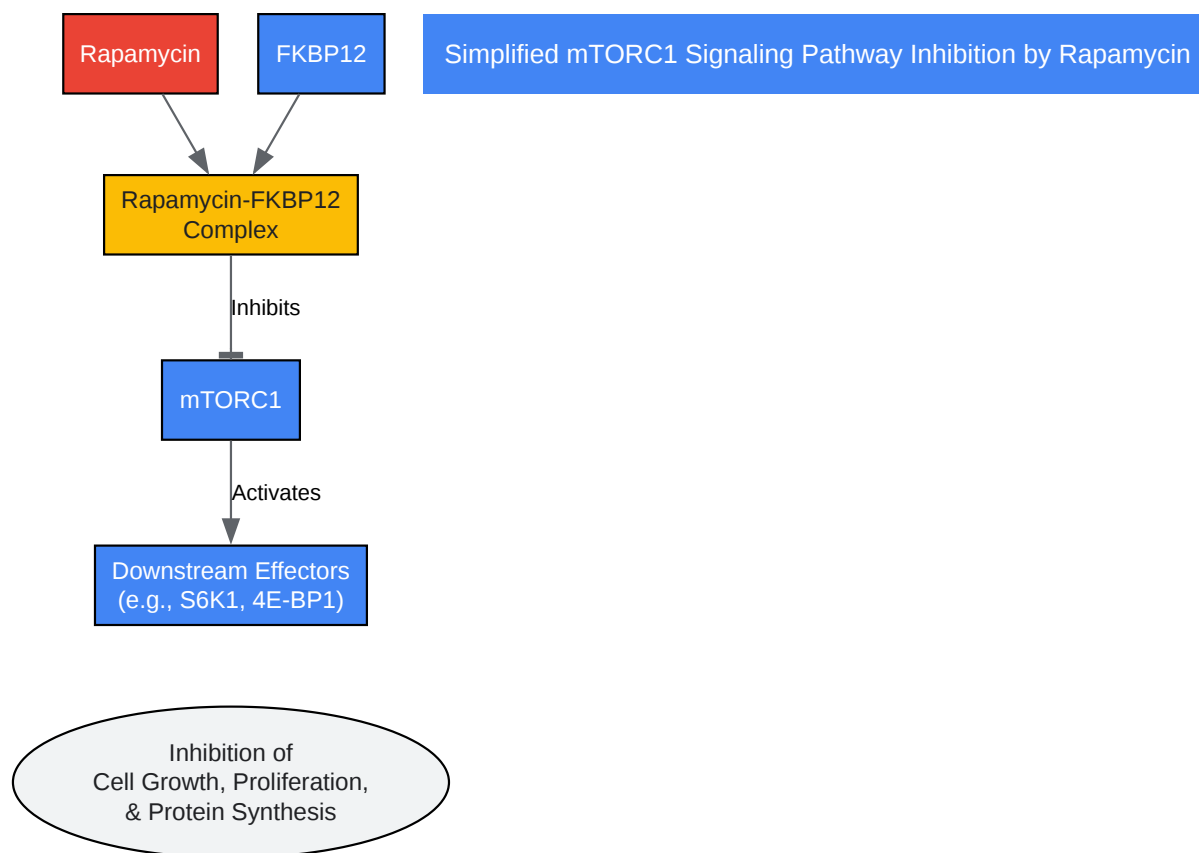 Rapamycin
FKBP12
Simplified mTORC1 Signaling Pathway Inhibition by Rapamycin
Rapamycin-FKBP12
Complex
Inhibits
mTORC1
Activates
Downstream Effectors
(e.g., S6K1, 4E-BP1)
Inhibition of
Cell Growth, Proliferation,
& Protein Synthesis